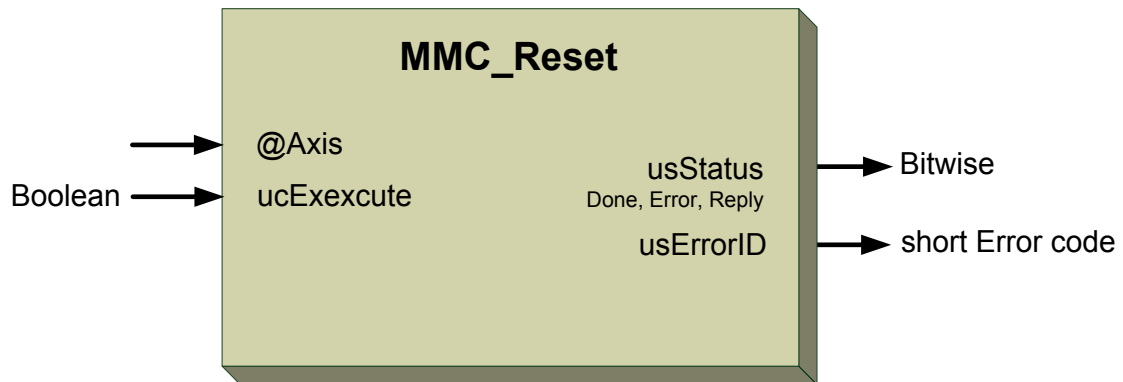 MMC_Reset
@Axis
Boolean
ucExexcute
usStatus
Done, Error, Reply
Bitwise
usErrorID
short Error code